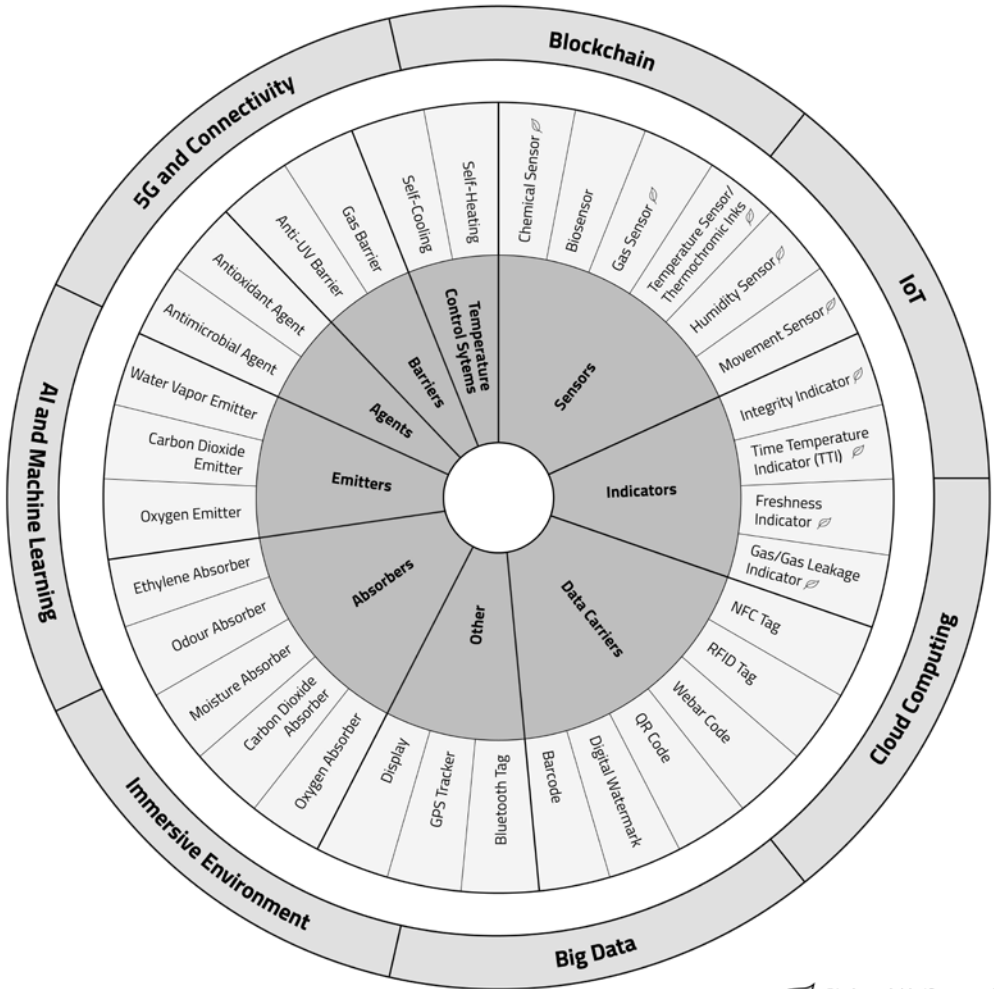 Blockchain
IoT
Cloud Computing
Big Data
Immersive Environment
AI and Machine Learning
5G and Connectivity
Chemical Sensor
Biosensor
Gas Sensor
Temperature Sensor/
Thermochromic Inks
Humidity Sensor
Movement Sensor
Integrity Indicator
Time Temperature
Indicator (TTI)
Freshness
Indicator
Gas/Gas Leakage
Indicator
NFC Tag
RFID Tag
Webar Code
QR Code
Digital Watermark
Barcode
Bluetooth Tag
GPS Tracker
Display
Oxygen Absorber
Carbon Dioxide
Absorber
Moisture Absorber
Odour Absorber
Ethylene Absorber
Oxygen Emitter
Carbon Dioxide
Emitter
Water Vapor Emitter
Antimicrobial Agent
Antioxidant Agent
Anti-UV Barrier
Gas Barrier
Self-Cooling
Self-Heating
Sensors
Indicators
Data Carriers
Other
Absorbers
Emitters
Agents
Barriers
Temperature
Control Sytems